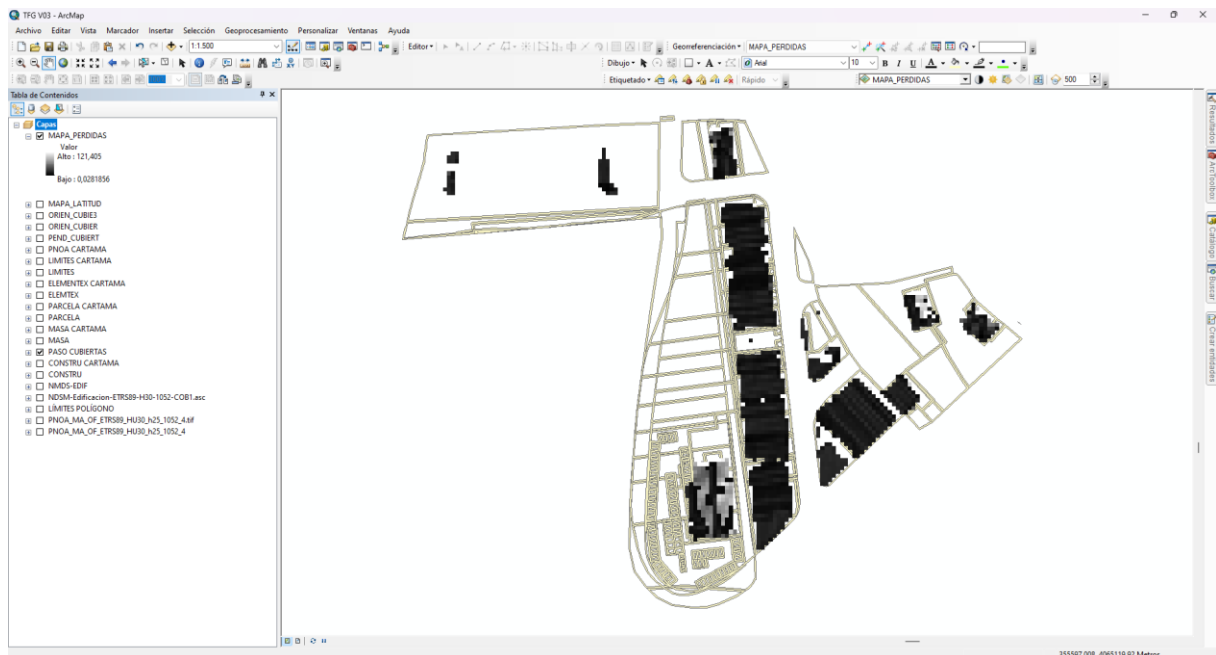 TFG V03 - ArcMap
Archivo Editar Vista Marcador Insertar Selección Geoprocesamiento Personalizar Ventanas Ayuda
1:1.500 Editor Georeferenciación MAPA_PERDIDAS
Dibujo A Arial 10 B I U A
Etiquetado Rápido MAPA_PERDIDAS 500
Tabla de Contenidos
Capas
MAPA_PERDIDAS
Valor
Alto : 121,405
Bajo : 0,0281856
MAPA_LATITUD
ORIEN_CUBIE3
ORIEN_CUBIER
PEND_CUBIERT
PNOA CARTAMA
LIMITES CARTAMA
LIMITES
ELEMENTEX CARTAMA
ELEMTEX
PARCELA CARTAMA
PARCELA
MASA CARTAMA
MASA
PASO CUBIERTAS
CONSTRU CARTAMA
CONSTRU
NMDS-EDIF
NDSM-Edificacion-ETRS89-H30-1052-COB1.asc
LÍMITES POLÍGONO
PNOA_MA_OF_ETRS89_HU30_h25_1052_4.tif
PNOA_MA_OF_ETRS89_HU30_h25_1052_4
Resultados
ArcToolbox
Catálogo
Buscar
Crear entidades